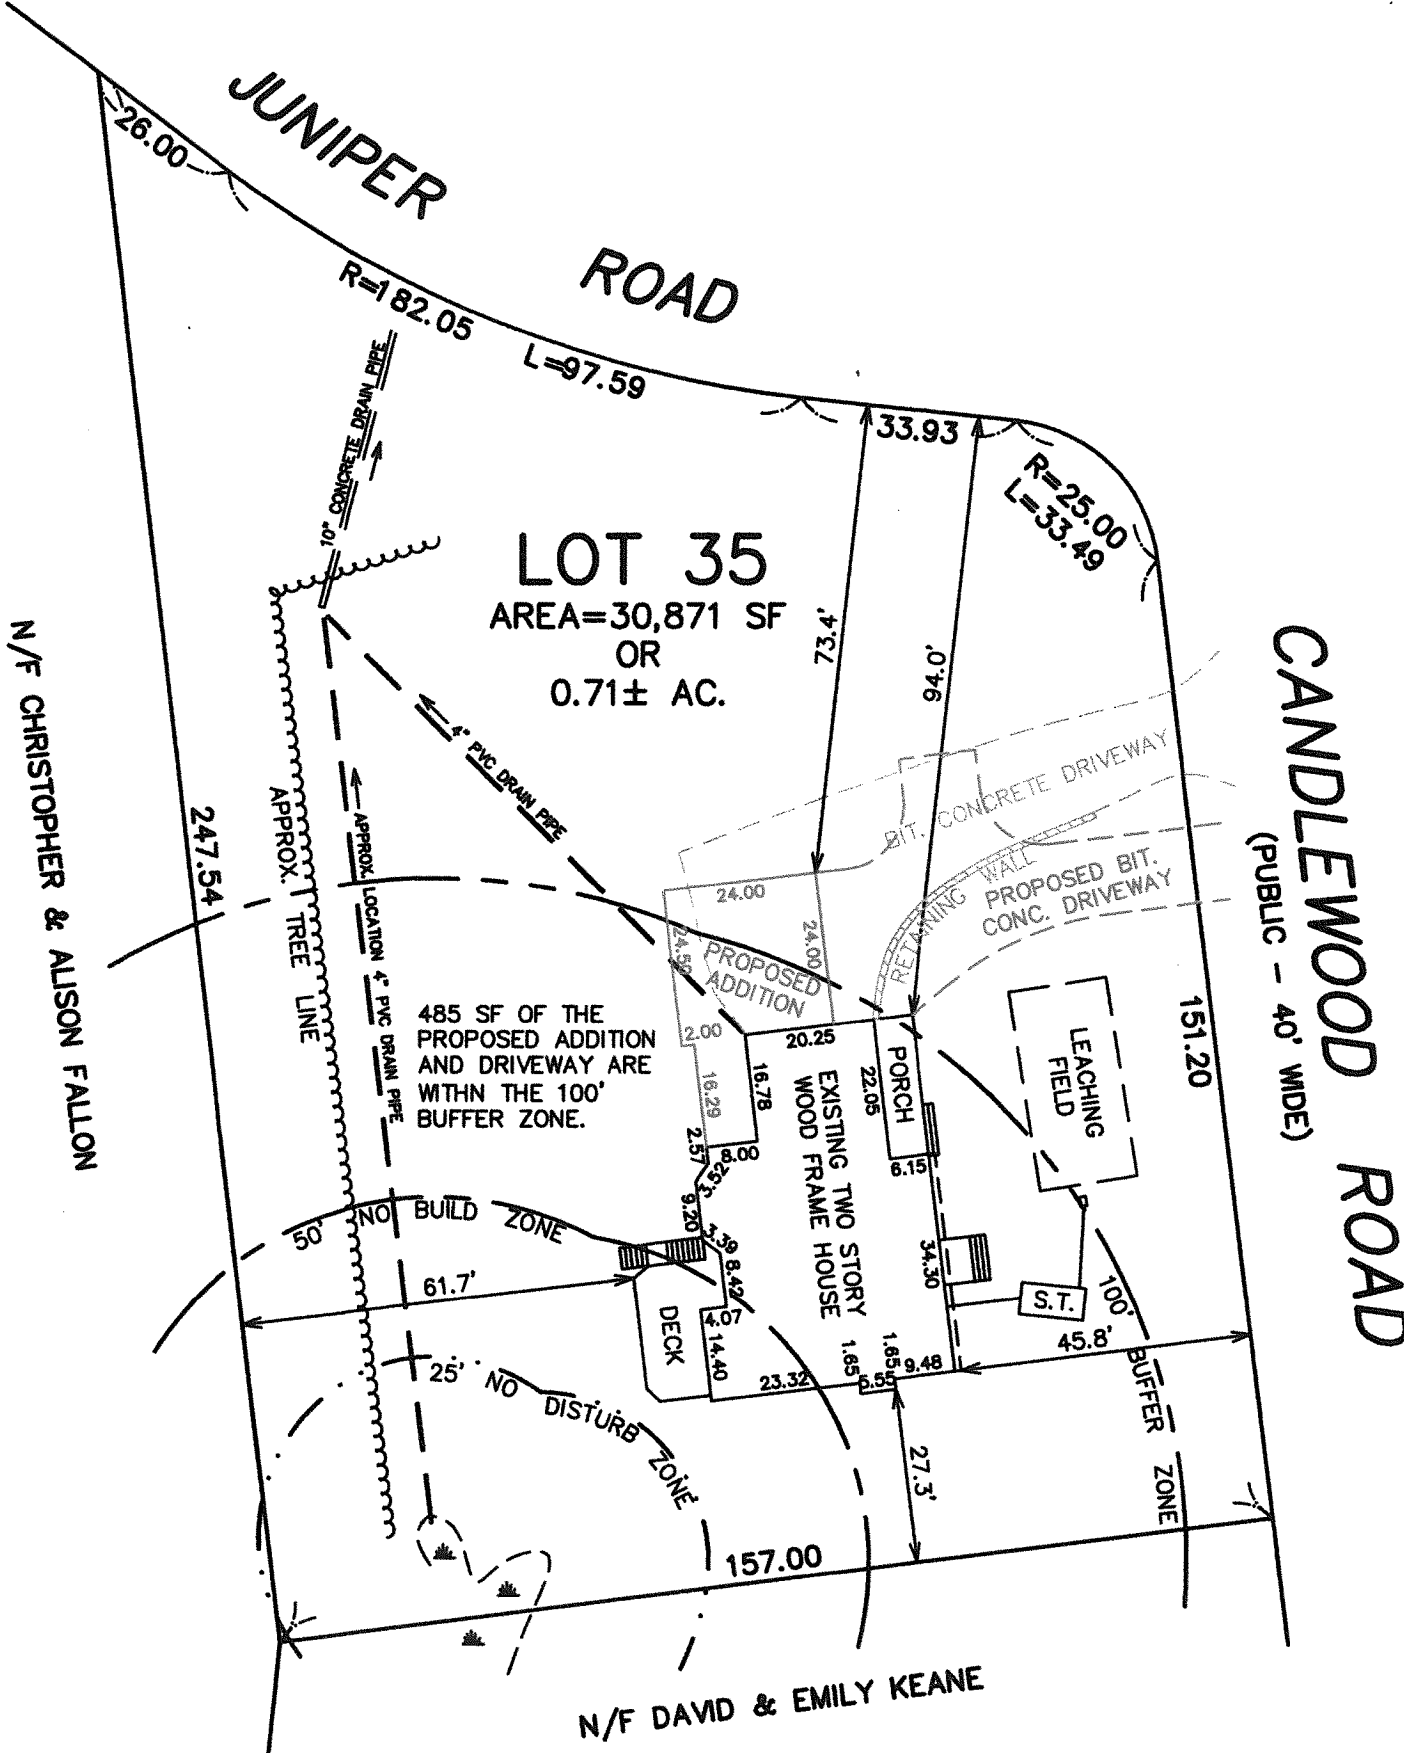 JUNIPER ROAD
26.00
R=182.05
L=97.59
33.93
R=25.00
L=33.49
10" CONCRETE DRAIN PIPE
LOT 35
AREA=30,871 SF
OR
0.71± AC.
73.4'
94.0'
CANDLEWOOD ROAD
(PUBLIC - 40' WIDE)
4" PVC DRAIN PIPE
BIT. CONCRETE DRIVEWAY
RETAINING WALL
PROPOSED BIT.
CONC. DRIVEWAY
N/F CHRISTOPHER & ALISON FALLON
247.54
APPROX. TREE LINE
APPROX. LOCATION 4" PVC DRAIN PIPE
24.00
24.50
24.00
PROPOSED
ADDITION
2.00
20.25
16.29
16.78
485 SF OF THE
PROPOSED ADDITION
AND DRIVEWAY ARE
WITHN THE 100'
BUFFER ZONE.
151.20
LEACHING
FIELD
PORCH
22.05
6.15
EXISTING TWO STORY
WOOD FRAME HOUSE
2.57
8.00
3.52
9.20
3.39
8.42
4.07
14.40
34.30
50' NO BUILD ZONE
61.7'
DECK
S.T.
100' BUFFER ZONE
45.8'
23.32
1.65
5.55
1.65
9.48
25' NO DISTURB ZONE
27.3'
157.00
N/F DAVID & EMILY KEANE